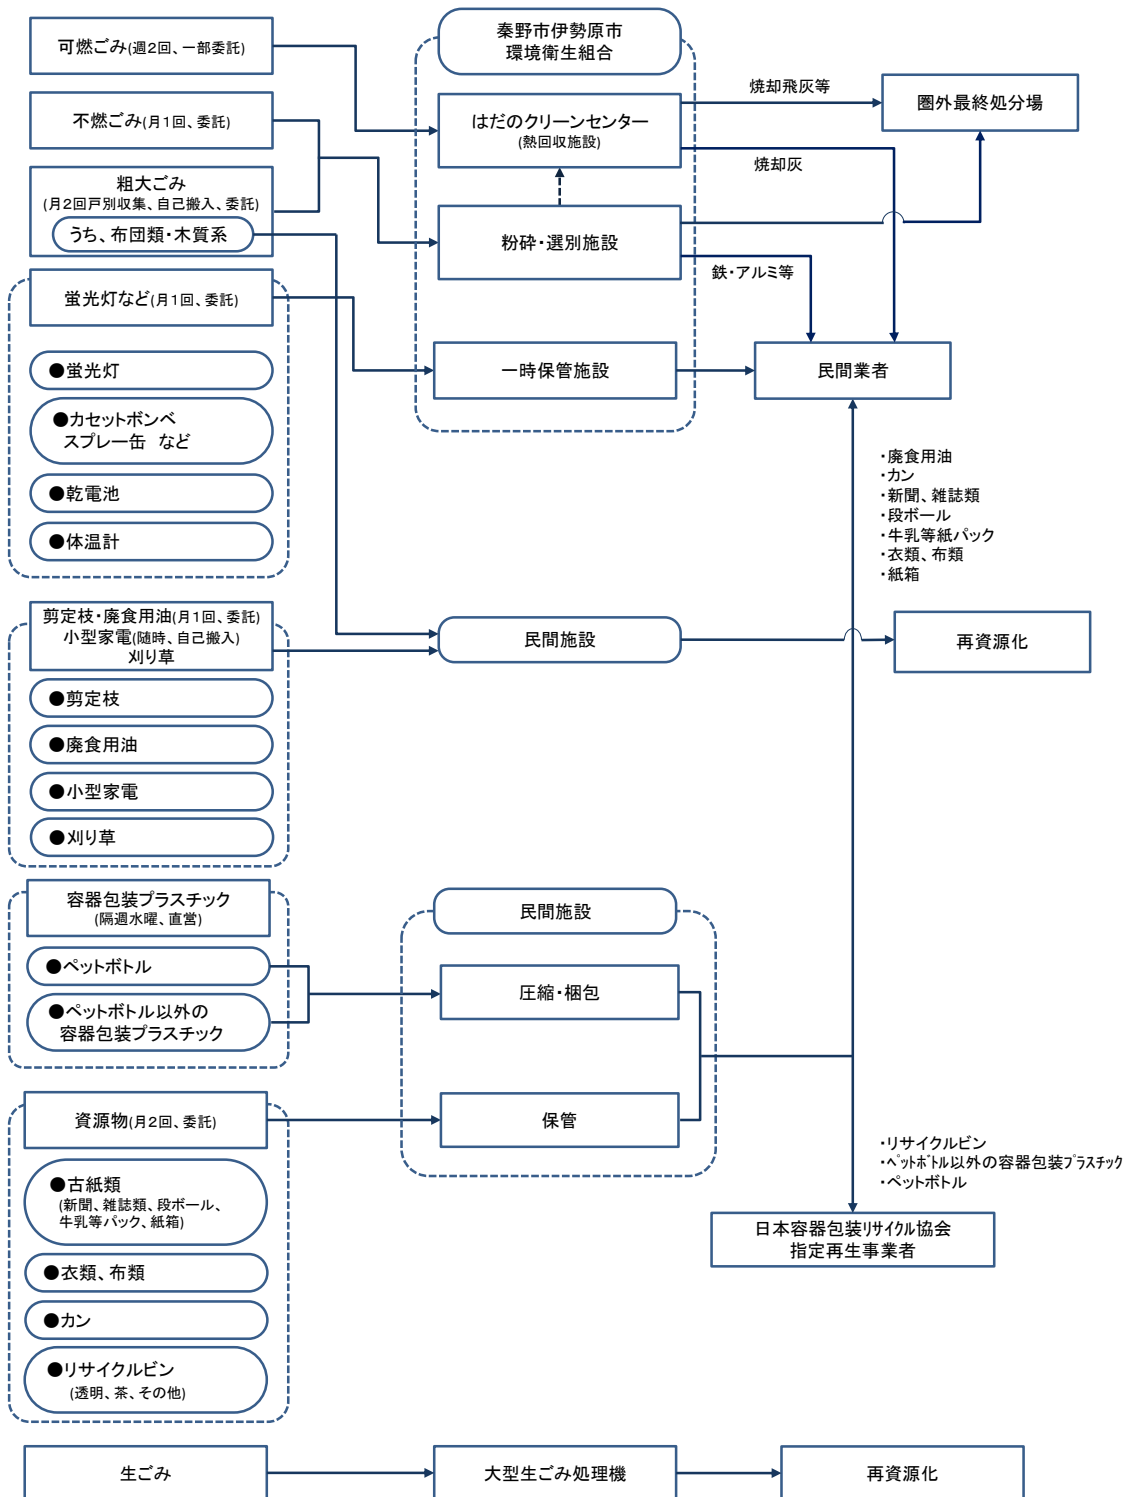 可燃ごみ(週2回、一部委託)
秦野市伊勢原市
環境衛生組合
焼却飛灰等
圏外最終処分場
不燃ごみ(月1回、委託)
はだのクリーンセンター
(熱回収施設)
焼却灰
粗大ごみ
(月2回戸別収集、自己搬入、委託)
うち、布団類・木質系
粉砕・選別施設
鉄・アルミ等
蛍光灯など(月1回、委託)
●蛍光灯
●カセットボンベ
スプレー缶 など
●乾電池
●体温計
一時保管施設
民間業者
・廃食用油
・カン
・新聞、雑誌類
・段ボール
・牛乳等紙パック
・衣類、布類
・紙箱
剪定枝・廃食用油(月1回、委託)
小型家電(随時、自己搬入)
刈り草
民間施設
再資源化
●剪定枝
●廃食用油
●小型家電
●刈り草
容器包装プラスチック
(隔週水曜、直営)
民間施設
●ペットボトル
●ペットボトル以外の
容器包装プラスチック
圧縮・梱包
資源物(月2回、委託)
保管
・リサイクルビン
・ペットボトル以外の容器包装プラスチック
・ペットボトル
●古紙類
(新聞、雑誌類、段ボール、
牛乳等パック、紙箱)
日本容器包装リサイクル協会
指定再生事業者
●衣類、布類
●カン
●リサイクルビン
(透明、茶、その他)
生ごみ
大型生ごみ処理機
再資源化